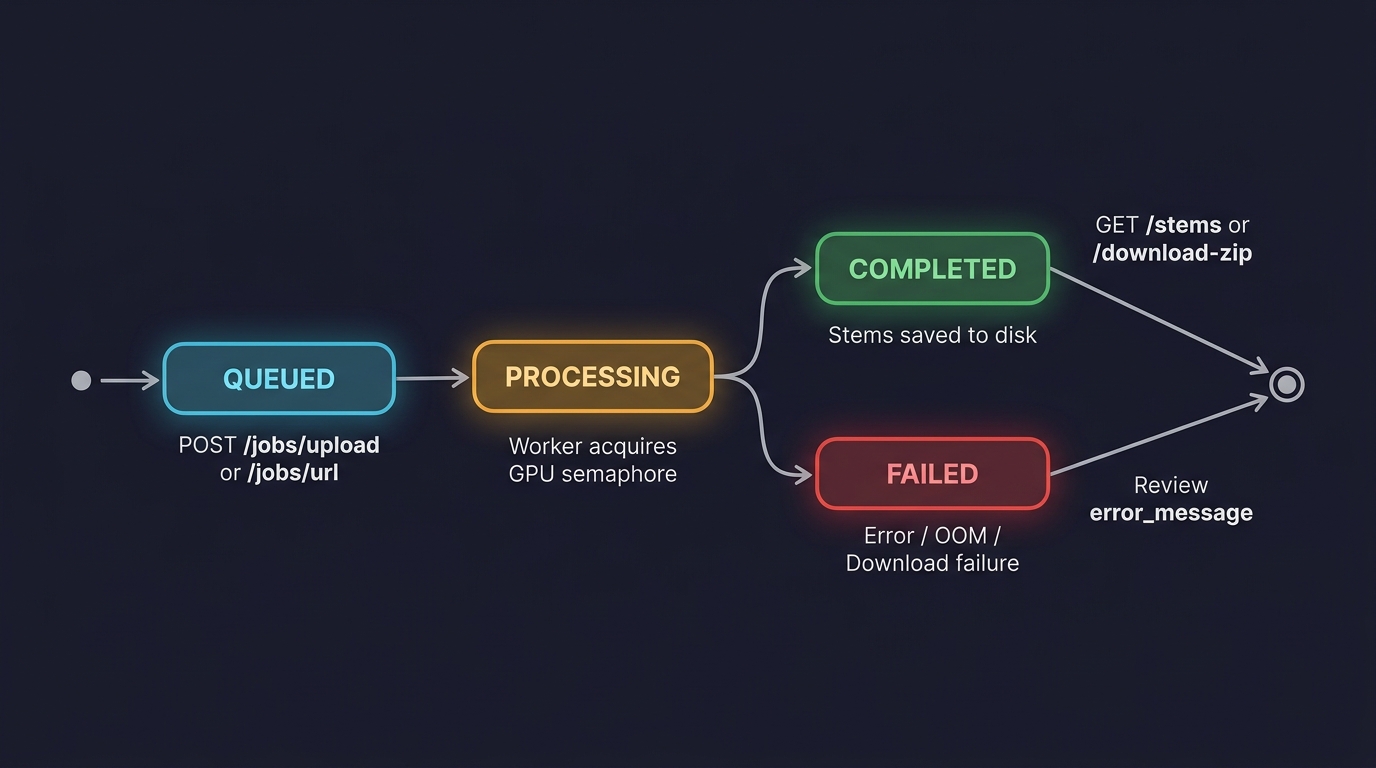 QUEUED
POST /jobs/upload
or /jobs/url
PROCESSING
Worker acquires
GPU semaphore
COMPLETED
Stems saved to disk
GET /stems or
/download-zip
FAILED
Error / OOM /
Download failure
Review
error_message